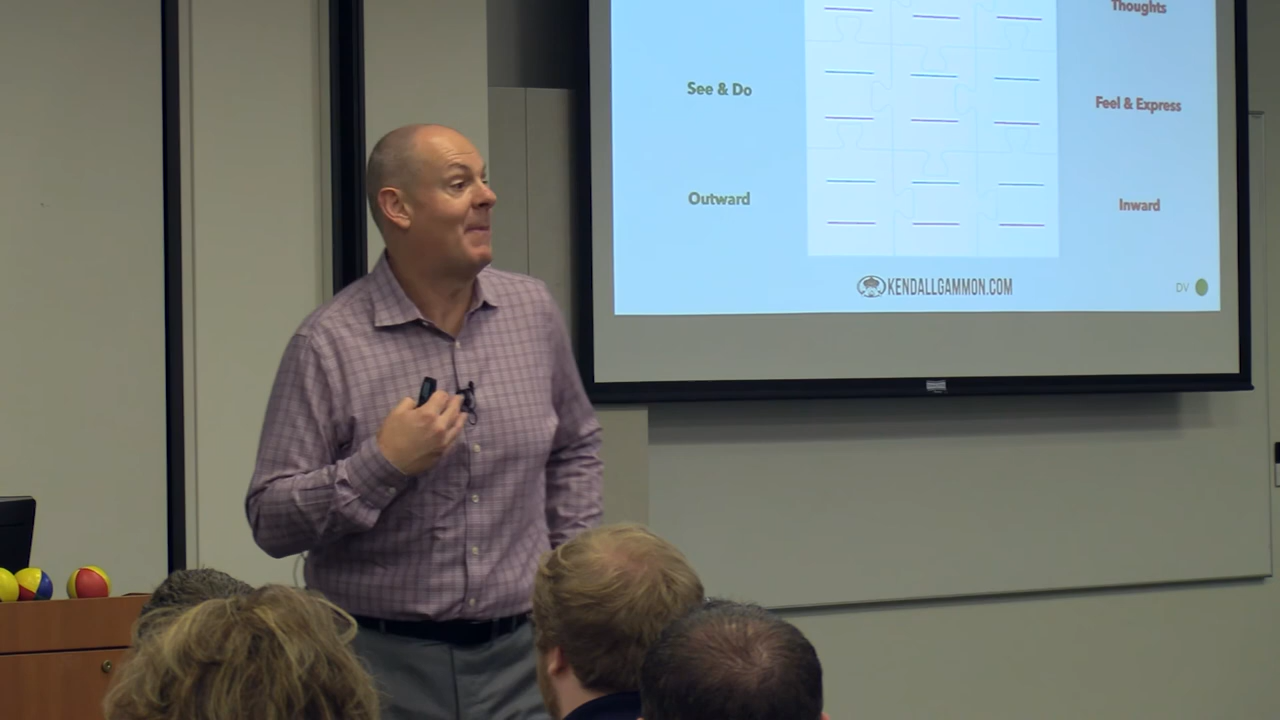 Thoughts
See & Do
Feel & Express
Outward
Inward
KENDALLGAMMON.COM
DV